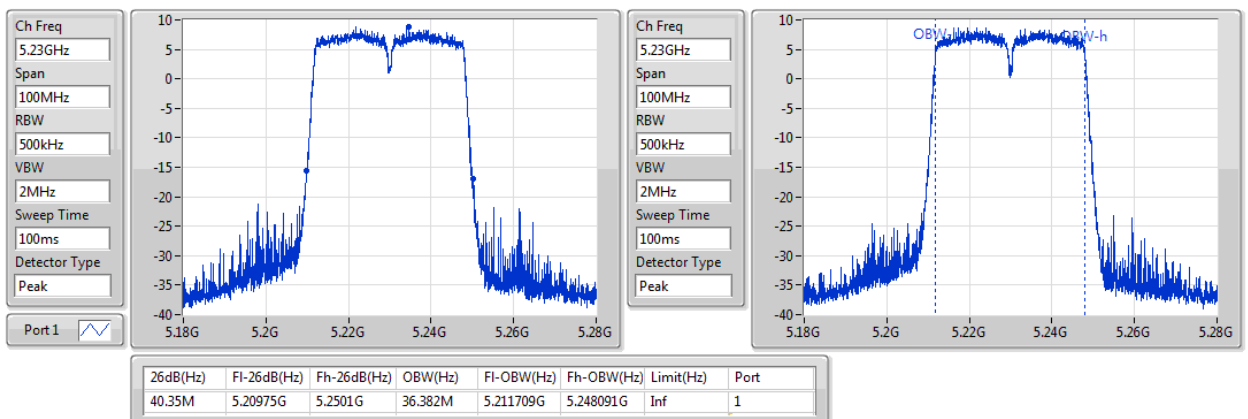 Ch Freq
5.23GHz
Span
100MHz
RBW
500kHz
VBW
2MHz
Sweep Time
100ms
Detector Type
Peak
Port 1
10
5
0
-5
-10
-15
-20
-25
-30
-35
-40
5.18G 5.2G 5.22G 5.24G 5.26G 5.28G
Ch Freq
5.23GHz
Span
100MHz
RBW
500kHz
VBW
2MHz
Sweep Time
100ms
Detector Type
Peak
10
5
0
-5
-10
-15
-20
-25
-30
-35
-40
OBW-l OBW-h
5.18G 5.2G 5.22G 5.24G 5.26G 5.28G
26dB(Hz) Fl-26dB(Hz) Fh-26dB(Hz) OBW(Hz) Fl-OBW(Hz) Fh-OBW(Hz) Limit(Hz) Port
40.35M 5.20975G 5.2501G 36.382M 5.211709G 5.248091G Inf 1